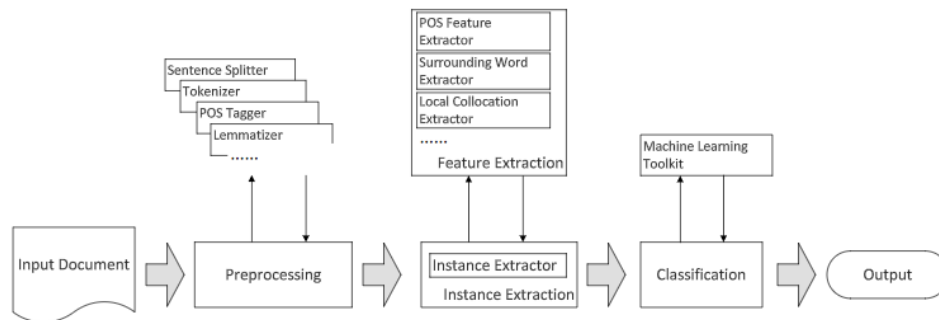 POS Feature
Extractor
Surrounding Word
Extractor
Local Collocation
Extractor
......
Feature Extraction
Sentence Splitter
Tokenizer
POS Tagger
Lemmatizer
......
Machine Learning
Toolkit
Input Document
Preprocessing
Instance Extractor
Instance Extraction
Classification
Output